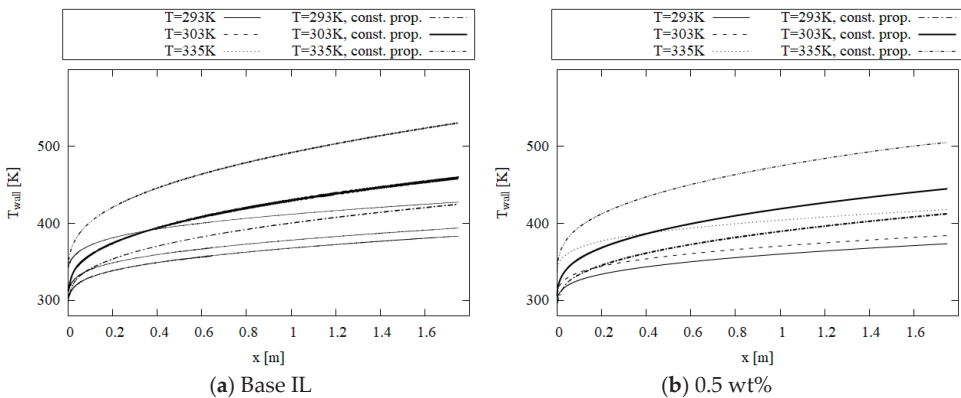 T=293K T=293K, const. prop.
T=303K T=303K, const. prop.
T=335K T=335K, const. prop.
500
400
300
T_wall [K]
0 0.2 0.4 0.6 0.8 1 1.2 1.4 1.6
x [m]
(a) Base IL
T=293K T=293K, const. prop.
T=303K T=303K, const. prop.
T=335K T=335K, const. prop.
500
400
300
T_wall [K]
0 0.2 0.4 0.6 0.8 1 1.2 1.4 1.6
x [m]
(b) 0.5 wt%